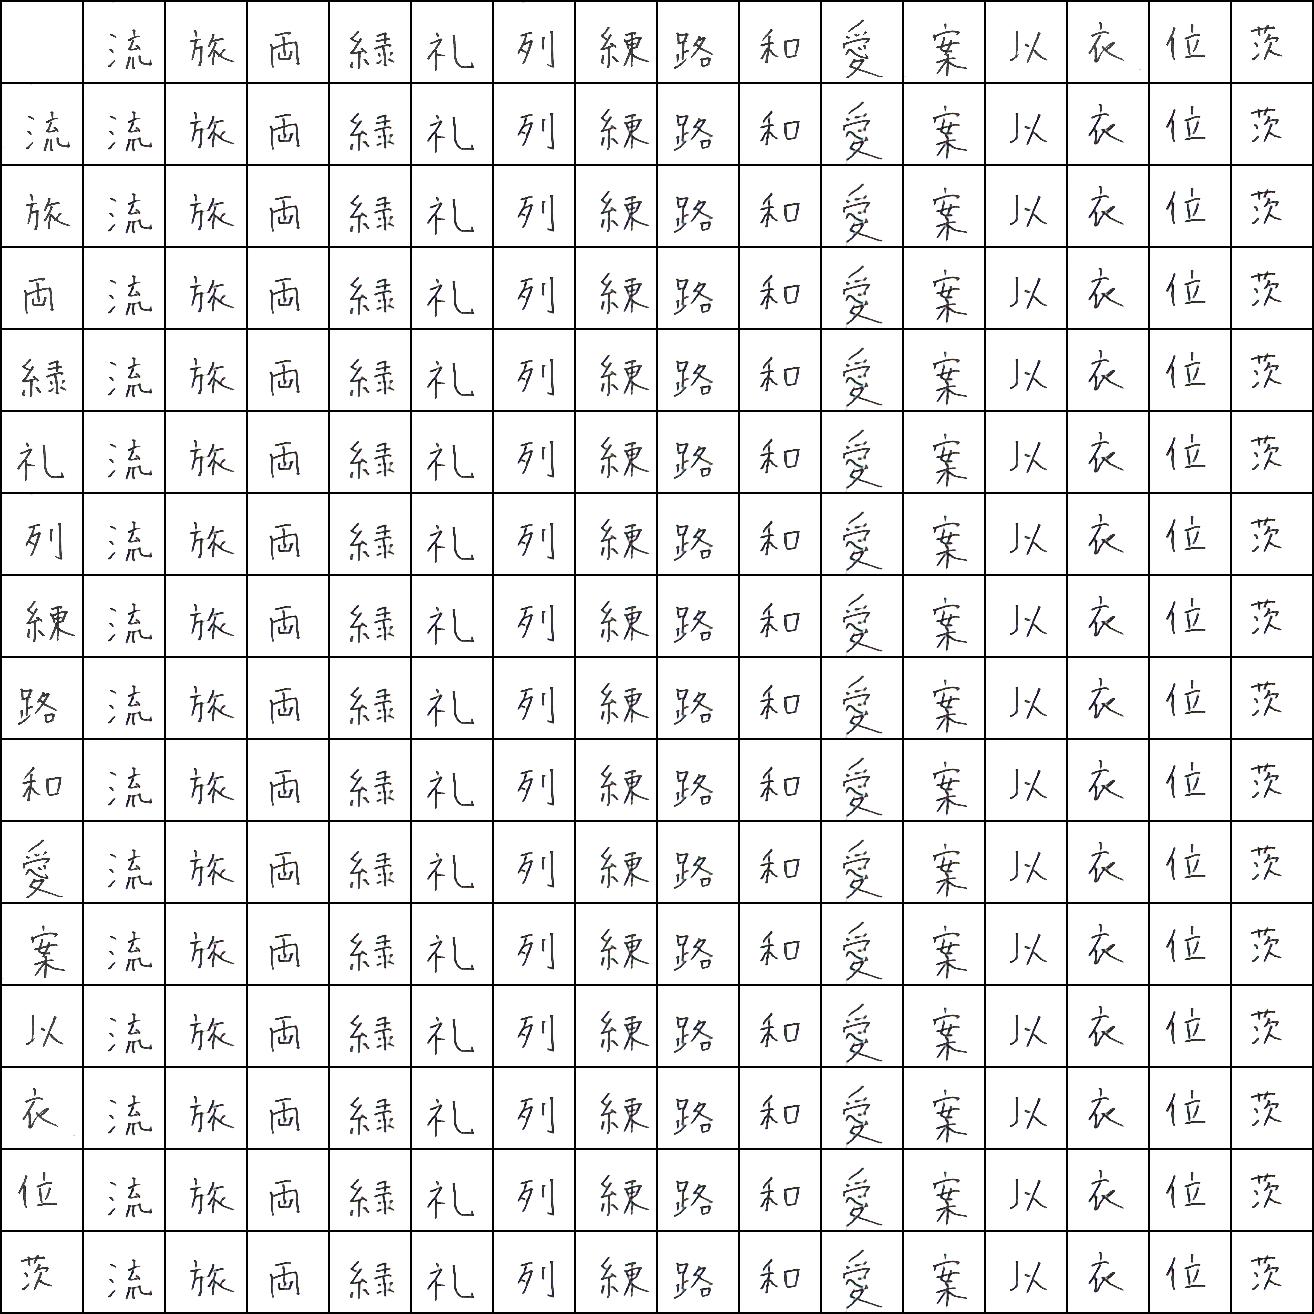 流 旅 両 緑 礼 列 練 路 和 愛 案 以 衣 位 茨
流 流 旅 両 緑 礼 列 練 路 和 愛 案 以 衣 位 茨
旅 流 旅 両 緑 礼 列 練 路 和 愛 案 以 衣 位 茨
両 流 旅 両 緑 礼 列 練 路 和 愛 案 以 衣 位 茨
緑 流 旅 両 緑 礼 列 練 路 和 愛 案 以 衣 位 茨
礼 流 旅 両 緑 礼 列 練 路 和 愛 案 以 衣 位 茨
列 流 旅 両 緑 礼 列 練 路 和 愛 案 以 衣 位 茨
練 流 旅 両 緑 礼 列 練 路 和 愛 案 以 衣 位 茨
路 流 旅 両 緑 礼 列 練 路 和 愛 案 以 衣 位 茨
和 流 旅 両 緑 礼 列 練 路 和 愛 案 以 衣 位 茨
愛 流 旅 両 緑 礼 列 練 路 和 愛 案 以 衣 位 茨
案 流 旅 両 緑 礼 列 練 路 和 愛 案 以 衣 位 茨
以 流 旅 両 緑 礼 列 練 路 和 愛 案 以 衣 位 茨
衣 流 旅 両 緑 礼 列 練 路 和 愛 案 以 衣 位 茨
位 流 旅 両 緑 礼 列 練 路 和 愛 案 以 衣 位 茨
茨 流 旅 両 緑 礼 列 練 路 和 愛 案 以 衣 位 茨